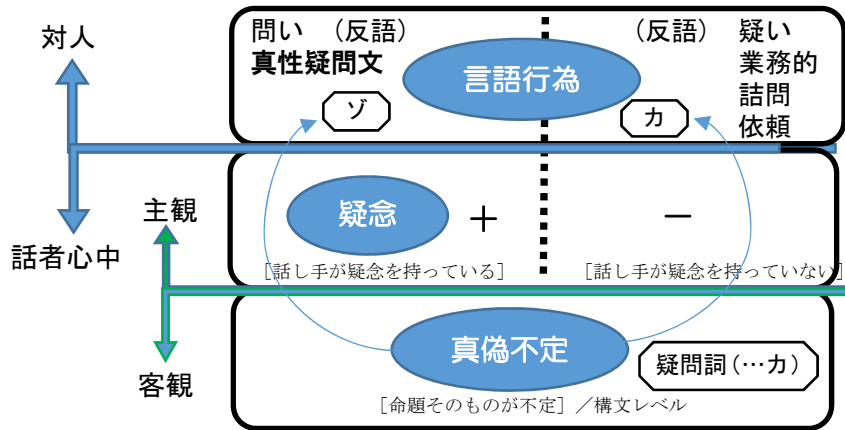 対人
話者心中
主観
客観
問い （反語）
真性疑問文
言語行為
（反語） 疑い
業務的
詰問
依頼
ゾ
カ
疑念
＋
－
［話し手が疑念を持っている］
［話し手が疑念を持っていない］
真偽不定
疑問詞（…カ）
［命題そのものが不定］／構文レベル